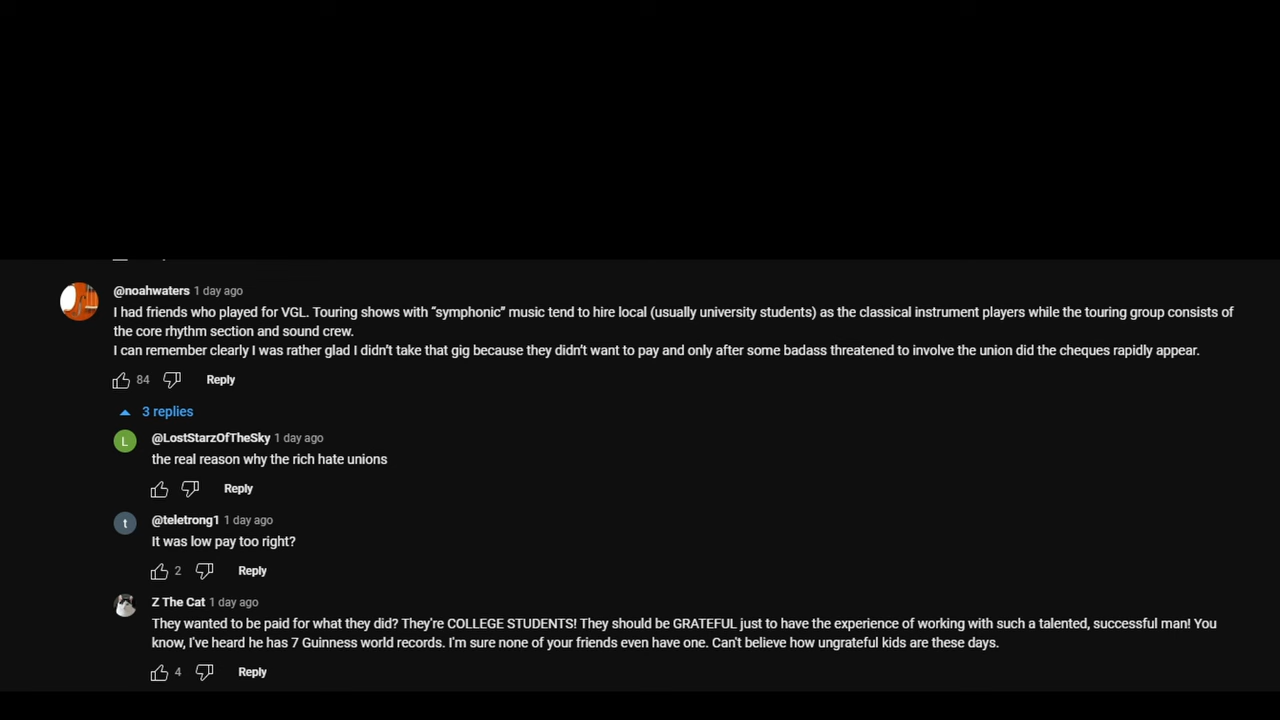 @noahwaters 1 day ago
I had friends who played for VGL. Touring shows with “symphonic” music tend to hire local (usually university students) as the classical instrument players while the touring group consists of
the core rhythm section and sound crew.
I can remember clearly I was rather glad I didn’t take that gig because they didn’t want to pay and only after some badass threatened to involve the union did the cheques rapidly appear.
84 Reply
3 replies
L
@LostStarzOfTheSky 1 day ago
the real reason why the rich hate unions
Reply
t
@teletrong1 1 day ago
It was low pay too right?
2 Reply
Z The Cat 1 day ago
They wanted to be paid for what they did? They're COLLEGE STUDENTS! They should be GRATEFUL just to have the experience of working with such a talented, successful man! You
know, I've heard he has 7 Guinness world records. I'm sure none of your friends even have one. Can't believe how ungrateful kids are these days.
4 Reply